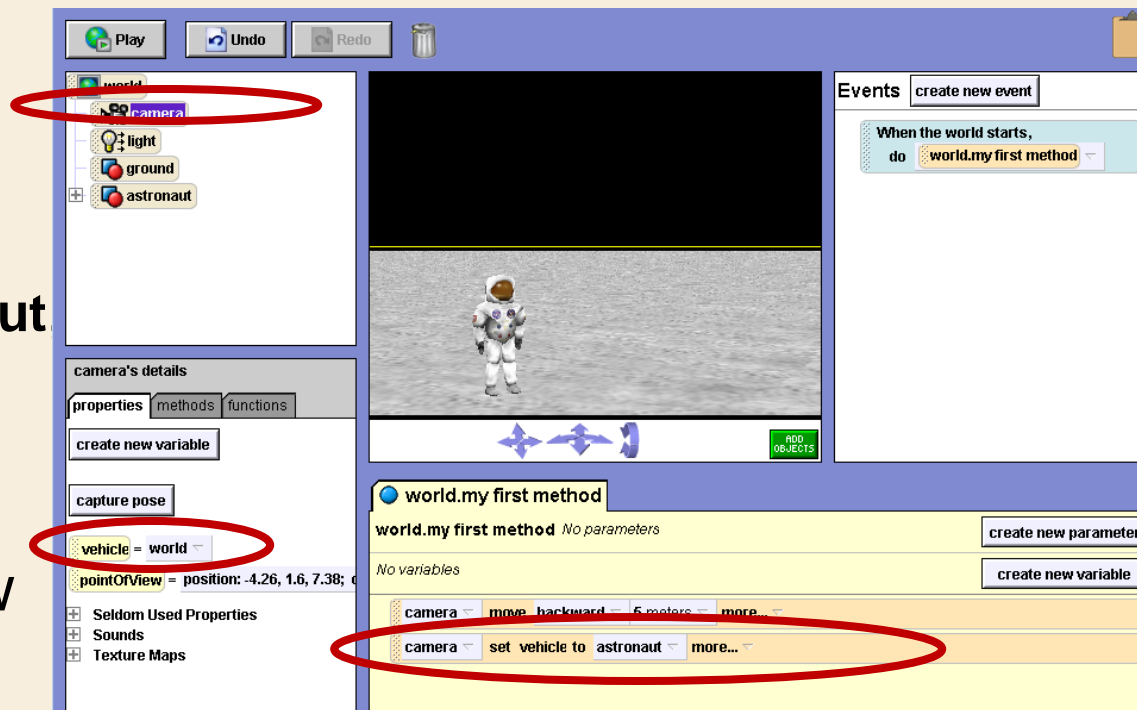 Play Undo Redo
world
camera
light
ground
astronaut
Events create new event
When the world starts,
do world.my first method
ut
camera's details
properties methods functions
create new variable
capture pose
vehicle = world
pointOfView = position: -4.26, 1.6, 7.38;
Seldom Used Properties
Sounds
Texture Maps
ADD
OBJECTS
world.my first method
world.my first method No parameters
create new parameter
No variables
create new variable
camera move backward 5 meters more...
camera set vehicle to astronaut more...